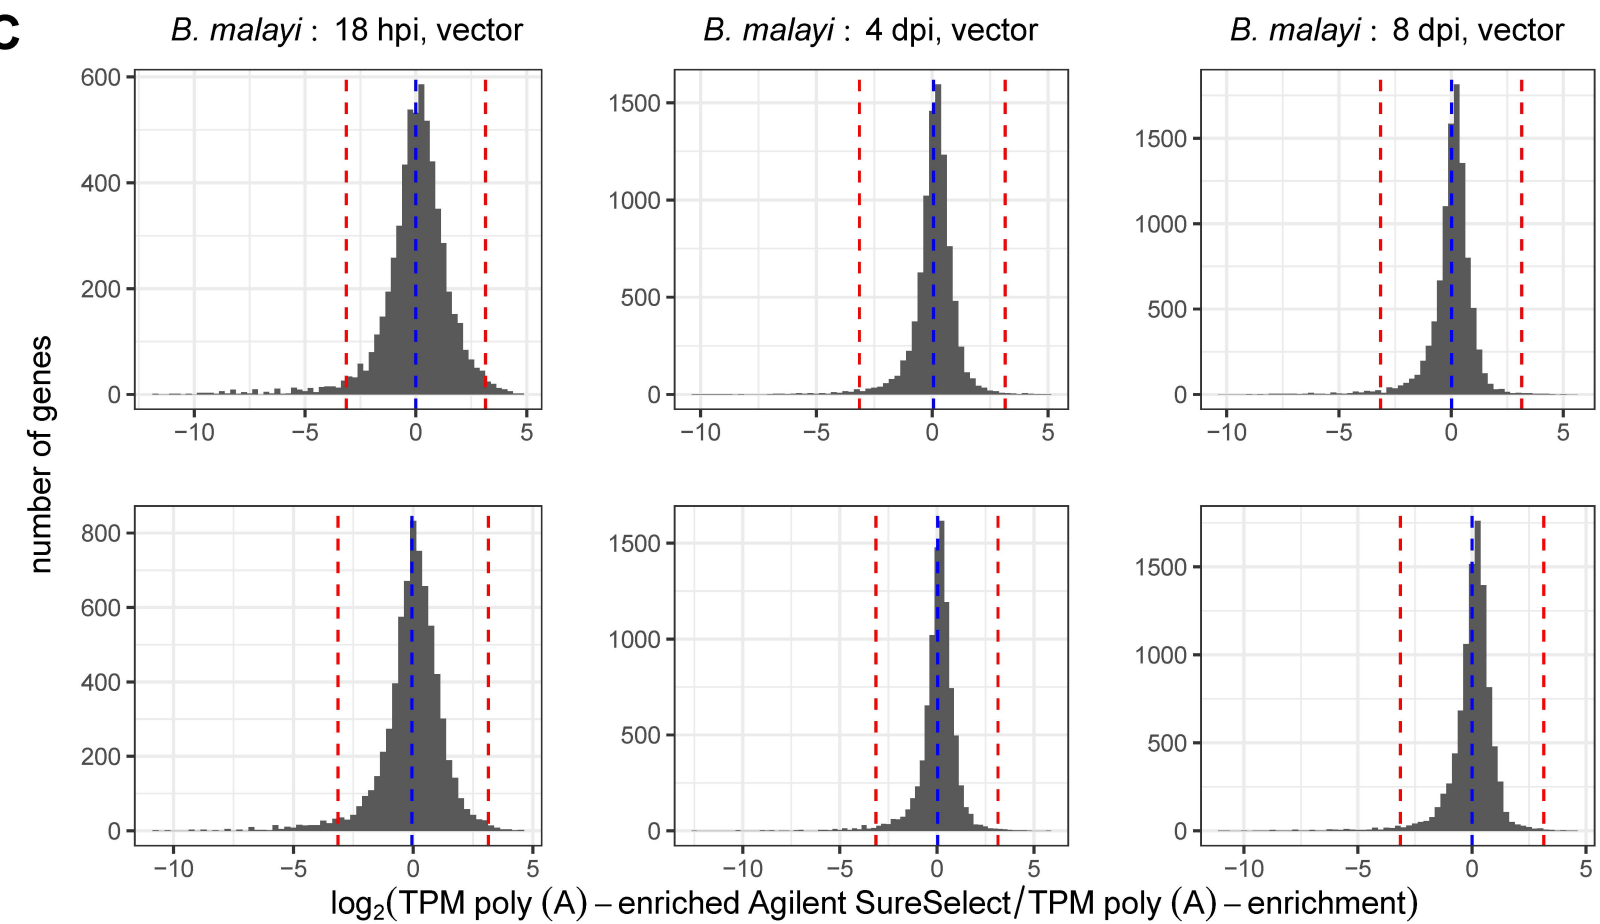 C
B. malayi : 18 hpi, vector
B. malayi : 4 dpi, vector
B. malayi : 8 dpi, vector
number of genes
600
400
200
0
−10 −5 0 5
1500
1000
500
0
−10 −5 0 5
1500
1000
500
0
−10 −5 0 5
800
600
400
200
0
−10 −5 0 5
1500
1000
500
0
−10 −5 0 5
1500
1000
500
0
−10 −5 0 5
log₂(TPM poly (A) − enriched Agilent SureSelect/TPM poly (A) − enrichment)